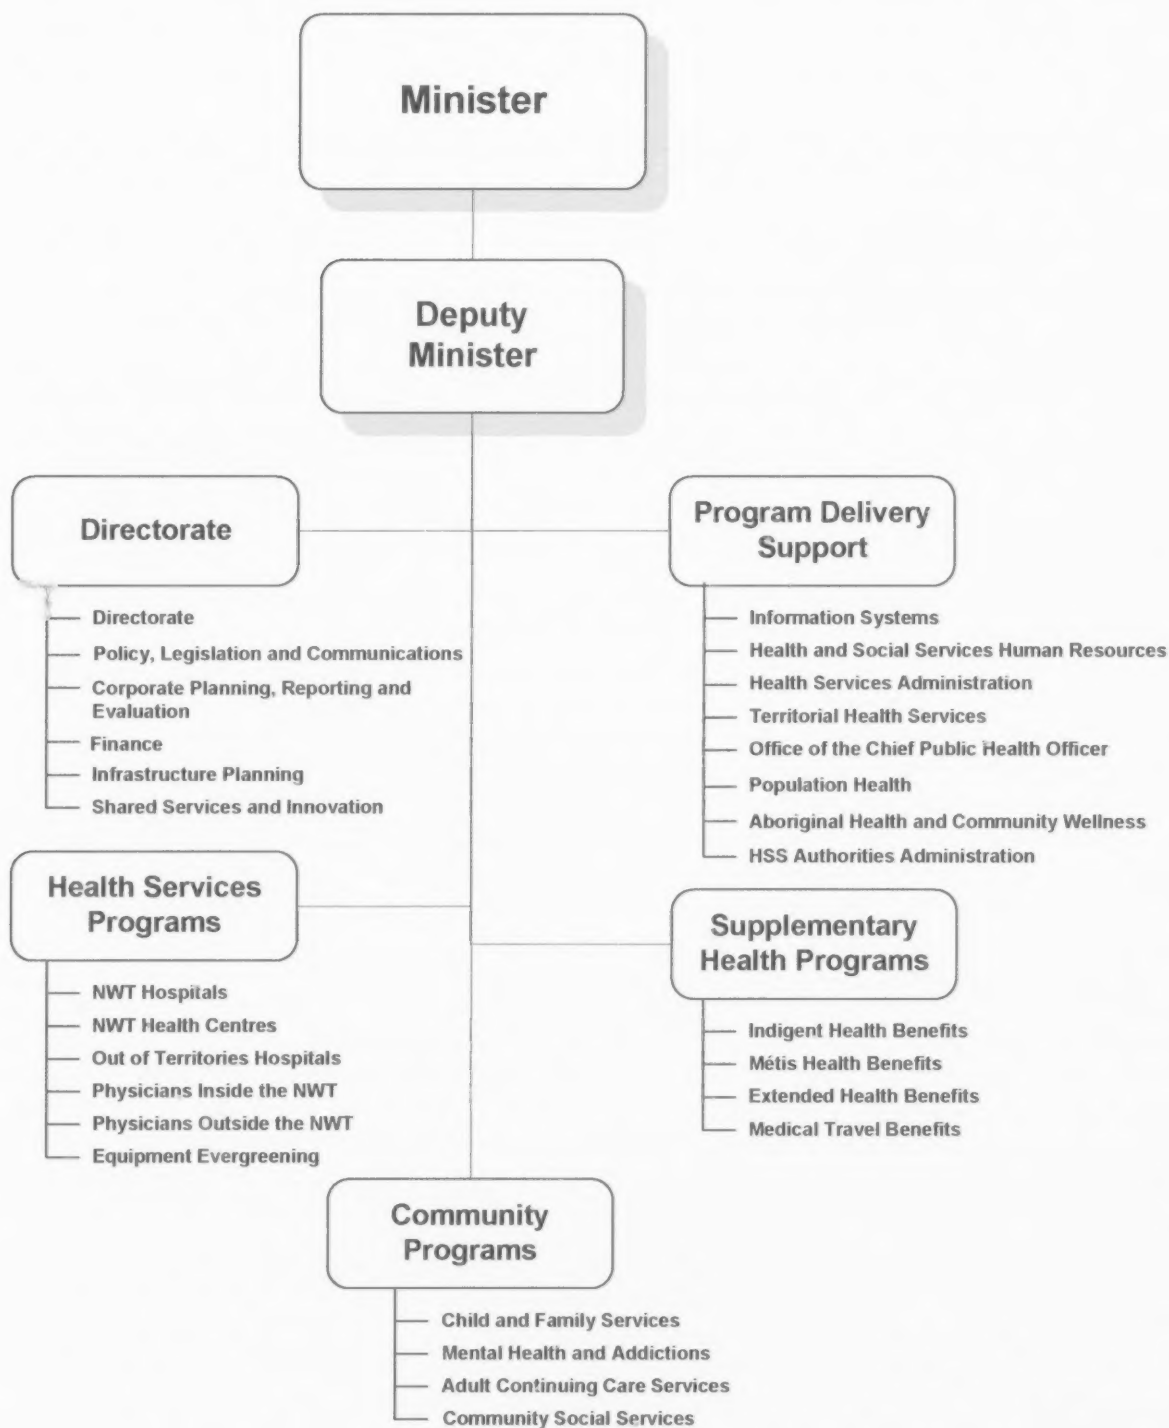 Minister
Deputy
Minister
Directorate
Directorate
Policy, Legislation and Communications
Corporate Planning, Reporting and
Evaluation
Finance
Infrastructure Planning
Shared Services and Innovation
Program Delivery
Support
Information Systems
Health and Social Services Human Resources
Health Services Administration
Territorial Health Services
Office of the Chief Public Health Officer
Population Health
Aboriginal Health and Community Wellness
HSS Authorities Administration
Health Services
Programs
NWT Hospitals
NWT Health Centres
Out of Territories Hospitals
Physicians Inside the NWT
Physicians Outside the NWT
Equipment Evergreening
Supplementary
Health Programs
Indigent Health Benefits
Métis Health Benefits
Extended Health Benefits
Medical Travel Benefits
Community
Programs
Child and Family Services
Mental Health and Addictions
Adult Continuing Care Services
Community Social Services